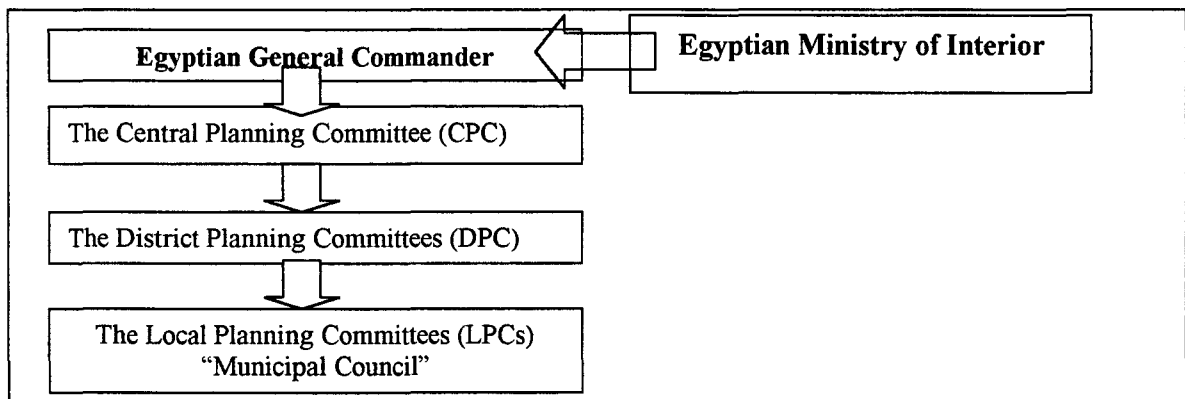 Egyptian General Commander
Egyptian Ministry of Interior
The Central Planning Committee (CPC)
The District Planning Committees (DPC)
The Local Planning Committees (LPCs)
“Municipal Council”